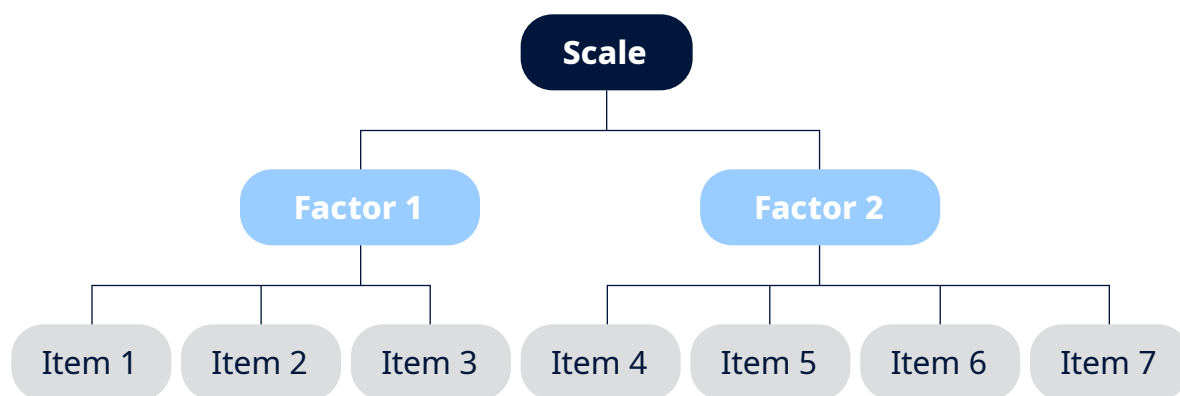 Scale
Factor 1
Factor 2
Item 1
Item 2
Item 3
Item 4
Item 5
Item 6
Item 7